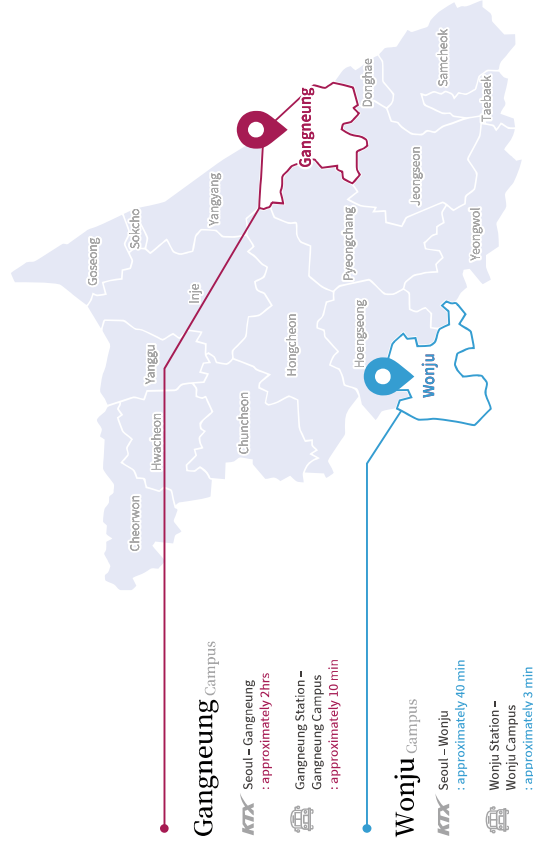 Gangneung Campus
KTX Seoul – Gangneung
: approximately 2hrs
Gangneung Station –
Gangneung Campus
: approximately 10 min
Wonju Campus
KTX Seoul – Wonju
: approximately 40 min
Wonju Station –
Wonju Campus
: approximately 3 min
Cheorwon
Hwacheon
Yanggu
Goseong
Sokcho
Inje
Yangyang
Chuncheon
Hongcheon
Gangneung
Hoengseong
Pyeongchang
Donghae
Wonju
Jeongseon
Samcheok
Yeongwol
Taebaek